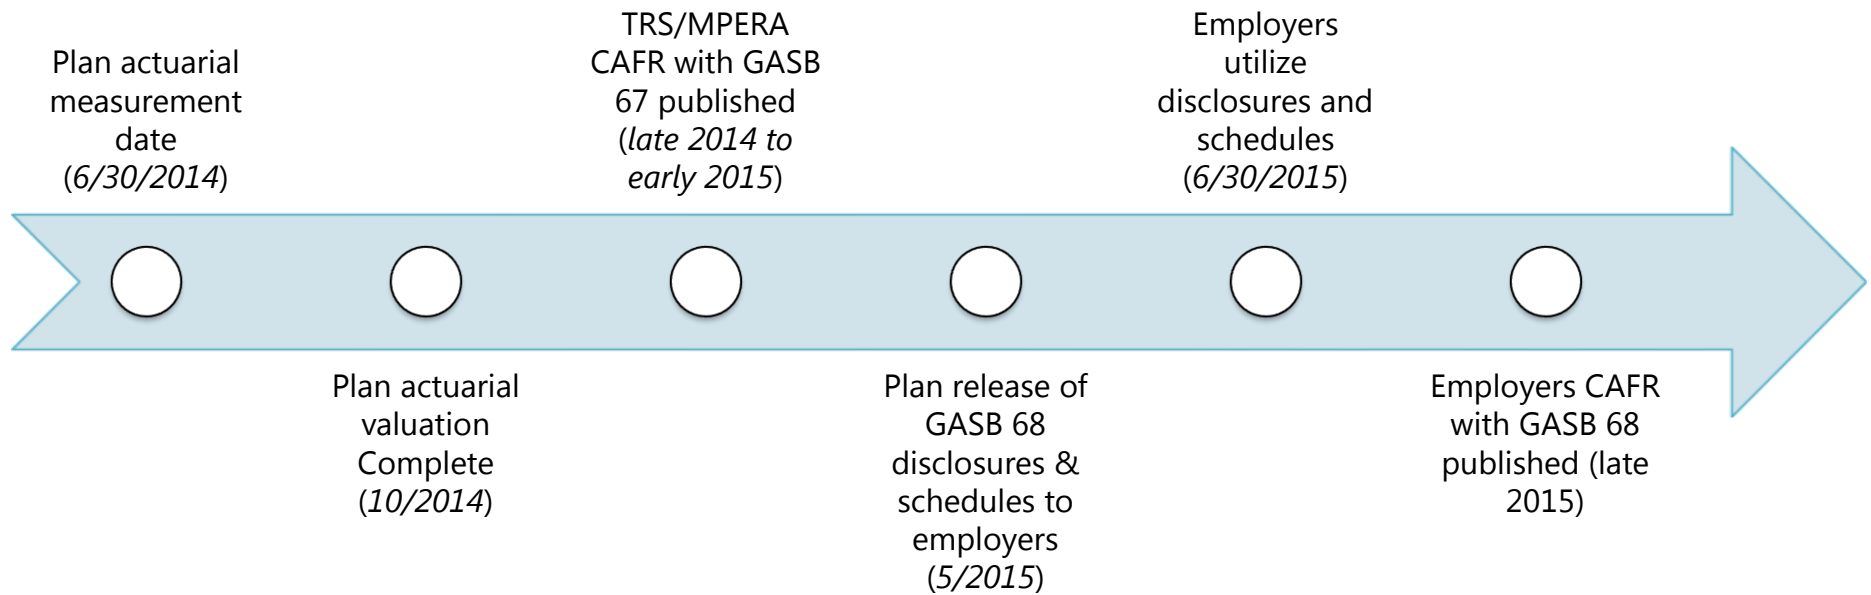 Plan actuarial
measurement
date
(6/30/2014)
Plan actuarial
valuation
Complete
(10/2014)
TRS/MPERA
CAFR with GASB
67 published
(late 2014 to
early 2015)
Plan release of
GASB 68
disclosures &
schedules to
employers
(5/2015)
Employers
utilize
disclosures and
schedules
(6/30/2015)
Employers CAFR
with GASB 68
published (late
2015)